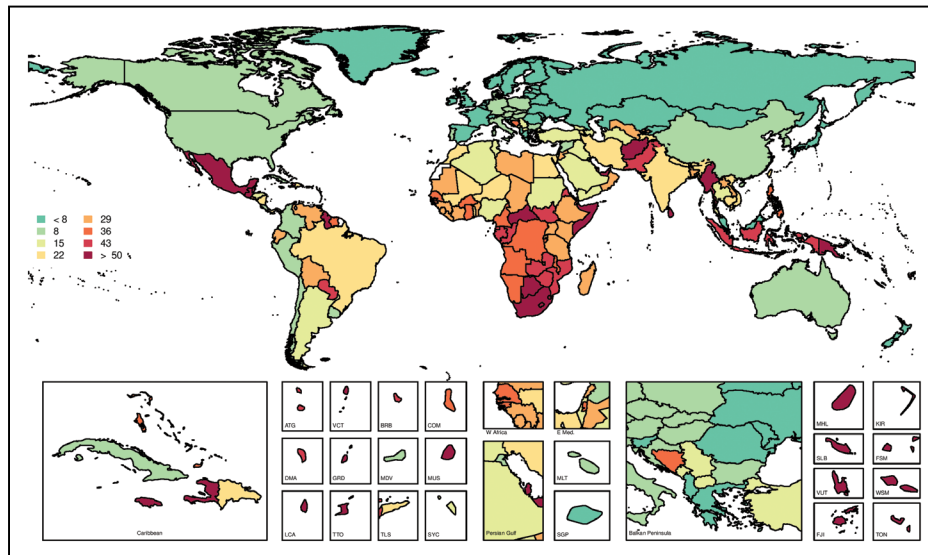 < 8 29
8 36
15 43
22 > 50
Caribbean
ATG VCT BRB COM
DMA GRD MDV MUS
LCA TTO TLS SYC
W Africa E Med.
Persian Gulf
MLT
SGP
Balkan Peninsula
MHL KIR
SLB FSM
VUT WSM
FJI TON